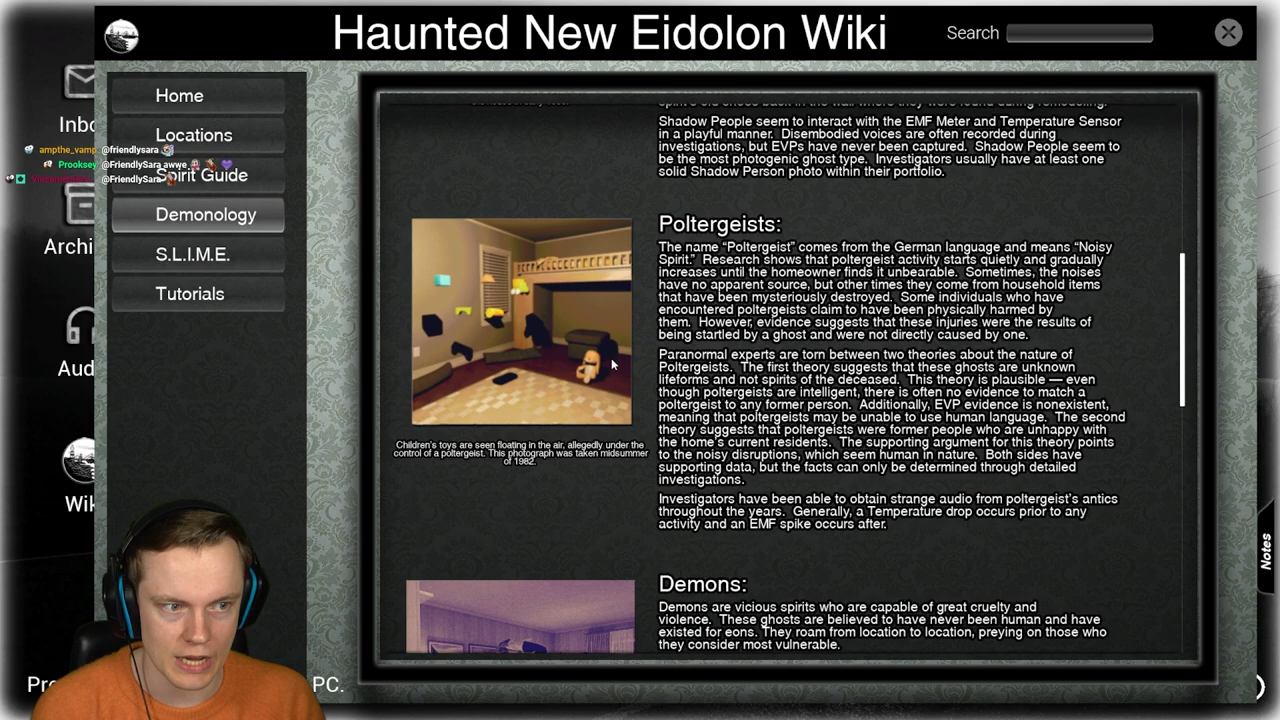 Haunted New Eidolon Wiki
Search
Home
Locations
Spirit Guide
Demonology
S.L.I.M.E.
Tutorials
Inbo
Archi
Aud
Wik
ampthe_vamp @friendlysara
Prooksey @FriendlySara awwe
@FriendlySara
Shadow People seem to interact with the EMF Meter and Temperature Sensor
in a playful manner. Disembodied voices are often recorded during
investigations, but EVPs have never been captured. Shadow People seem to
be the most photogenic ghost type. Investigators usually have at least one
solid Shadow Person photo within their portfolio.
Poltergeists:
The name “Poltergeist” comes from the German language and means “Noisy
Spirit.” Research shows that poltergeist activity starts quietly and gradually
increases until the homeowner finds it unbearable. Sometimes, the noises
have no apparent source, but other times they come from household items
that have been mysteriously destroyed. Some individuals who have
encountered poltergeists claim to have been physically harmed by
them. However, evidence suggests that these injuries were the results of
being startled by a ghost and were not directly caused by one.
Paranormal experts are torn between two theories about the nature of
Poltergeists. The first theory suggests that these ghosts are unknown
lifeforms and not spirits of the deceased. This theory is plausible — even
though poltergeists are intelligent, there is often no evidence to match a
poltergeist to any former person. Additionally, EVP evidence is nonexistent,
meaning that poltergeists may be unable to use human language. The second
theory suggests that poltergeists were former people who are unhappy with
the home's current residents. The supporting argument for this theory points
to the noisy disruptions, which seem human in nature. Both sides have
supporting data, but the facts can only be determined through detailed
investigations.
Investigators have been able to obtain strange audio from poltergeist's antics
throughout the years. Generally, a Temperature drop occurs prior to any
activity and an EMF spike occurs after.
Children's toys are seen floating in the air, allegedly under the
control of a poltergeist. This photograph was taken midsummer
of 1982.
Demons:
Demons are vicious spirits who are capable of great cruelty and
violence. These ghosts are believed to have never been human and have
existed for eons. They roam from location to location, preying on those who
they consider most vulnerable.
Notes
Pre
PC.